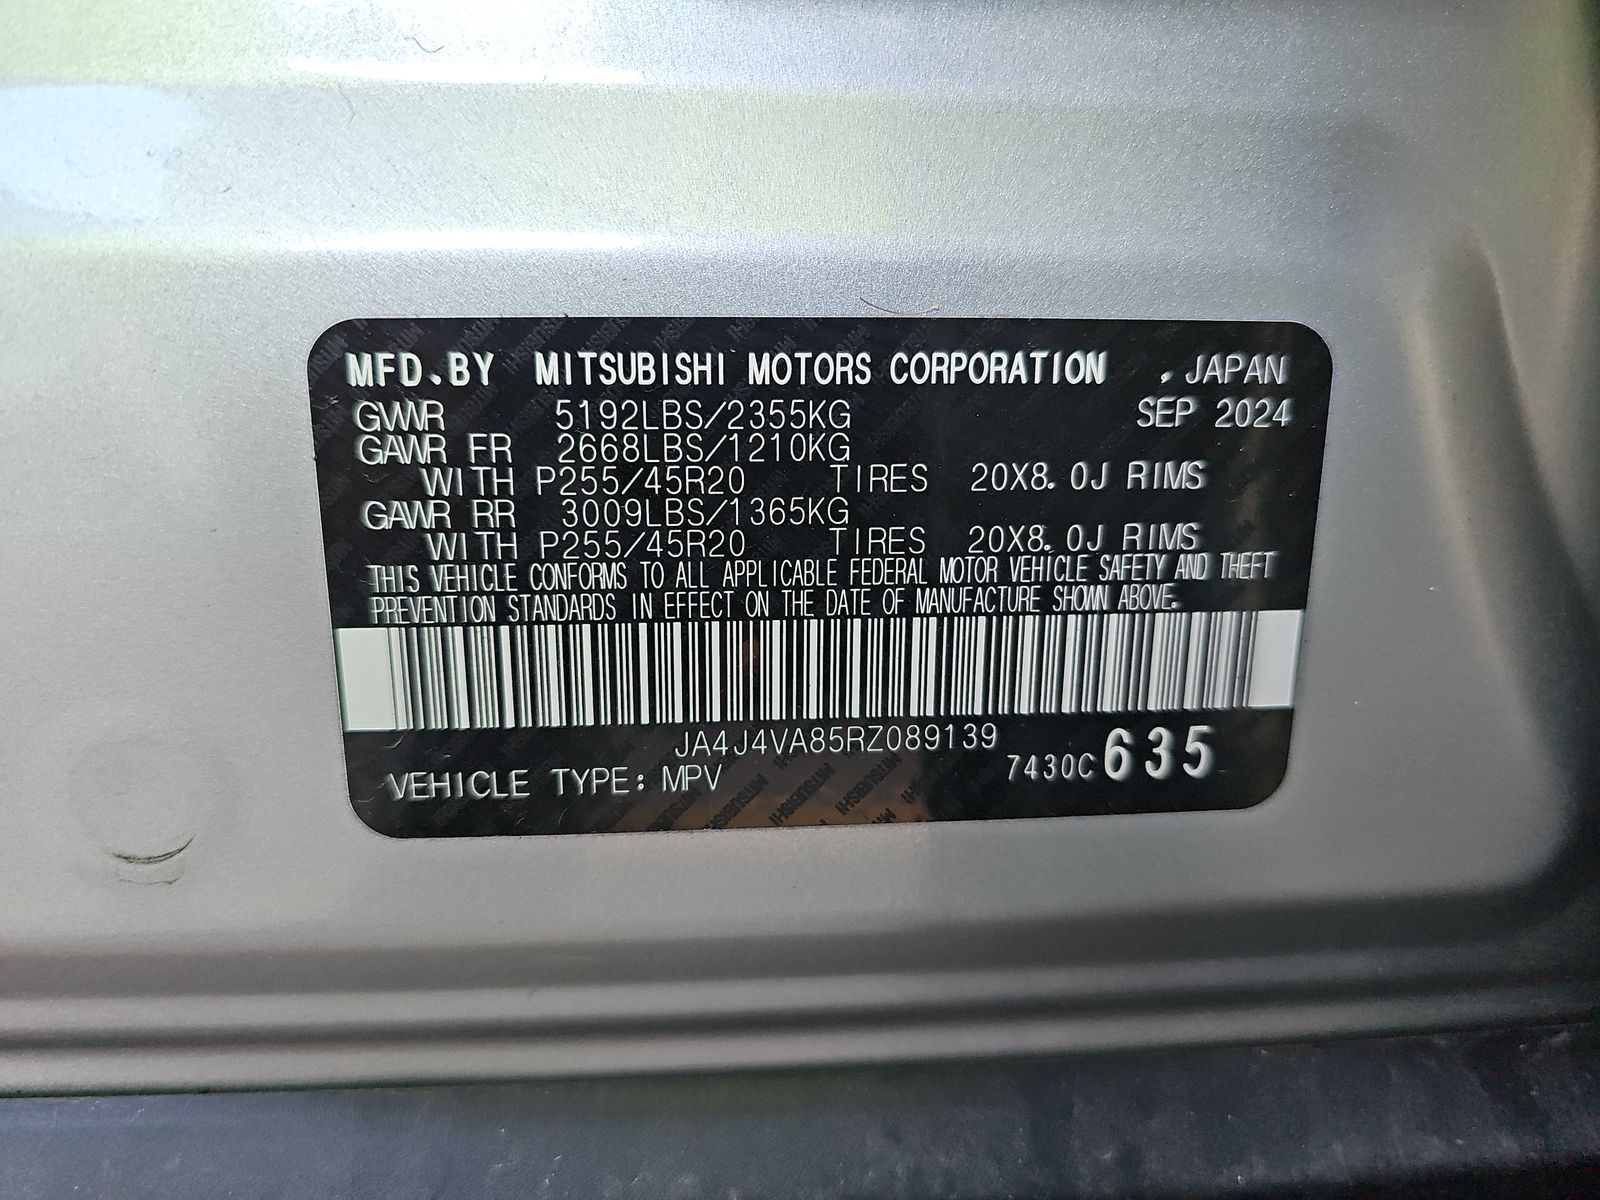 MFD.BY MITSUBISHI MOTORS CORPORATION , JAPAN
GVWR 5192LBS/2355KG SEP 2024
GAWR FR 2668LBS/1210KG
WITH P255/45R20 TIRES 20X8.0J RIMS
GAWR RR 3009LBS/1365KG
WITH P255/45R20 TIRES 20X8.0J RIMS
THIS VEHICLE CONFORMS TO ALL APPLICABLE FEDERAL MOTOR VEHICLE SAFETY AND THEFT
PREVENTION STANDARDS IN EFFECT ON THE DATE OF MANUFACTURE SHOWN ABOVE.
JA4J4VA85RZ089139
VEHICLE TYPE: MPV 7430C 635